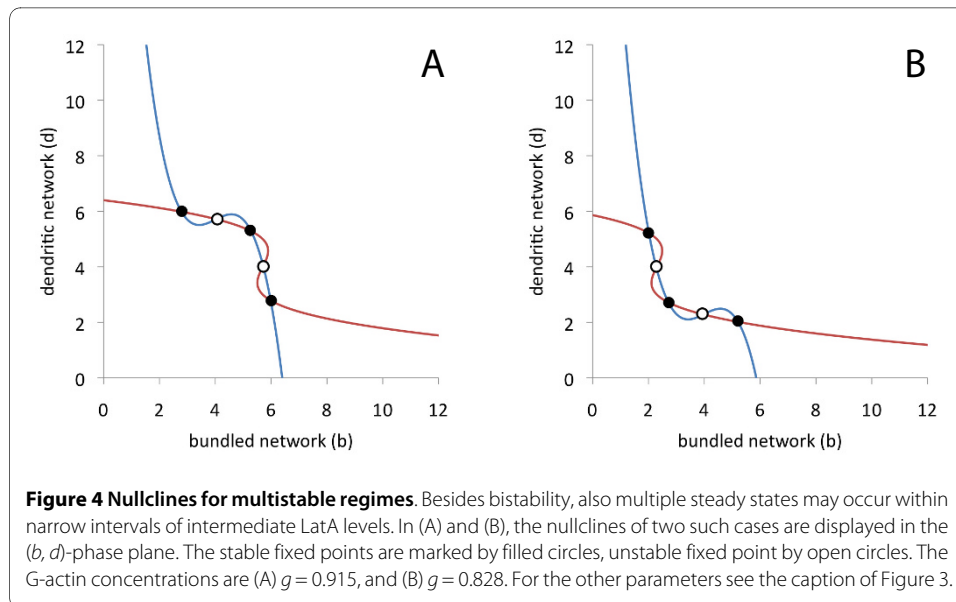 A
12
10
8
6
4
2
0
dendritic network (d)
0 2 4 6 8 10 12
bundled network (b)
B
12
10
8
6
4
2
0
dendritic network (d)
0 2 4 6 8 10 12
bundled network (b)
Figure 4 Nullclines for multistable regimes. Besides bistability, also multiple steady states may occur within
narrow intervals of intermediate LatA levels. In (A) and (B), the nullclines of two such cases are displayed in the
(b, d)-phase plane. The stable fixed points are marked by filled circles, unstable fixed point by open circles. The
G-actin concentrations are (A) g = 0.915, and (B) g = 0.828. For the other parameters see the caption of Figure 3.